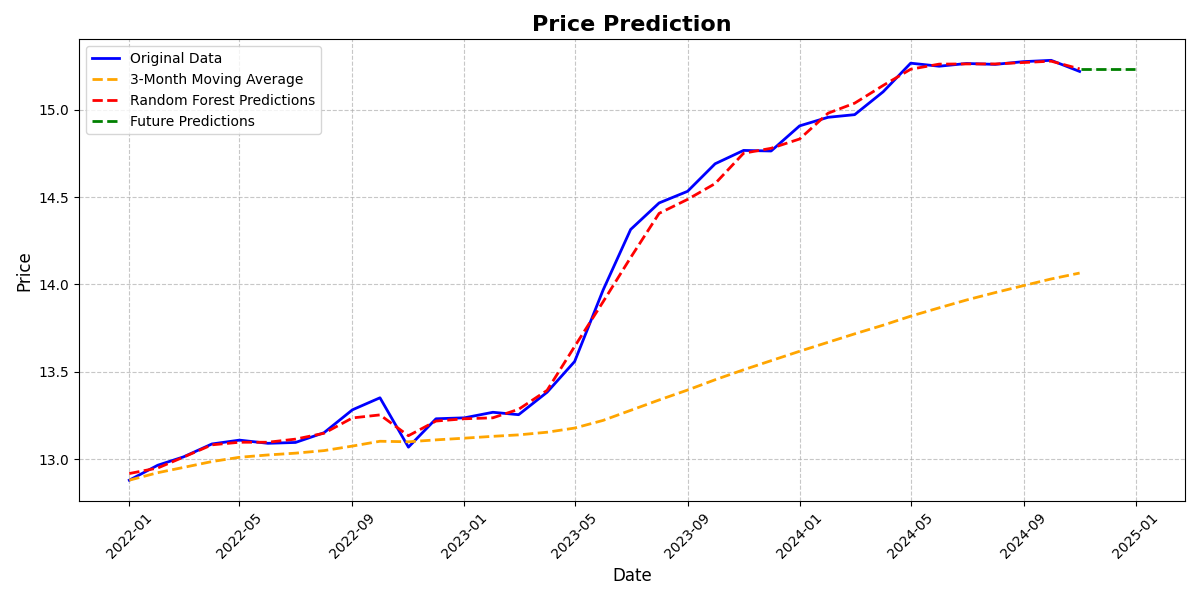 Price Prediction
Original Data
3-Month Moving Average
Random Forest Predictions
Future Predictions
Price
15.0
14.5
14.0
13.5
13.0
2022-01
2022-05
2022-09
2023-01
2023-05
2023-09
2024-01
2024-05
2024-09
2025-01
Date